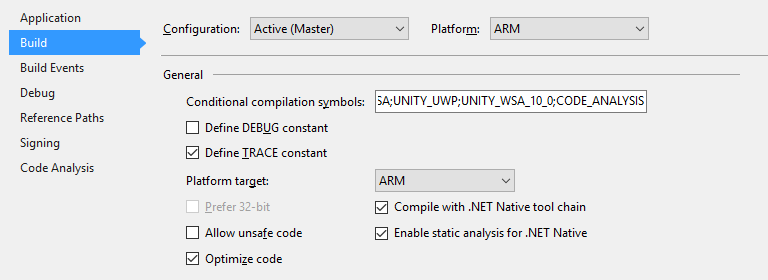 Application
Build
Build Events
Debug
Reference Paths
Signing
Code Analysis
Configuration: Active (Master) Platform: ARM
General
Conditional compilation symbols: SA;UNITY_UWP;UNITY_WSA_10_0;CODE_ANALYSIS
Define DEBUG constant
Define TRACE constant
Platform target: ARM
Prefer 32-bit Compile with .NET Native tool chain
Allow unsafe code Enable static analysis for .NET Native
Optimize code